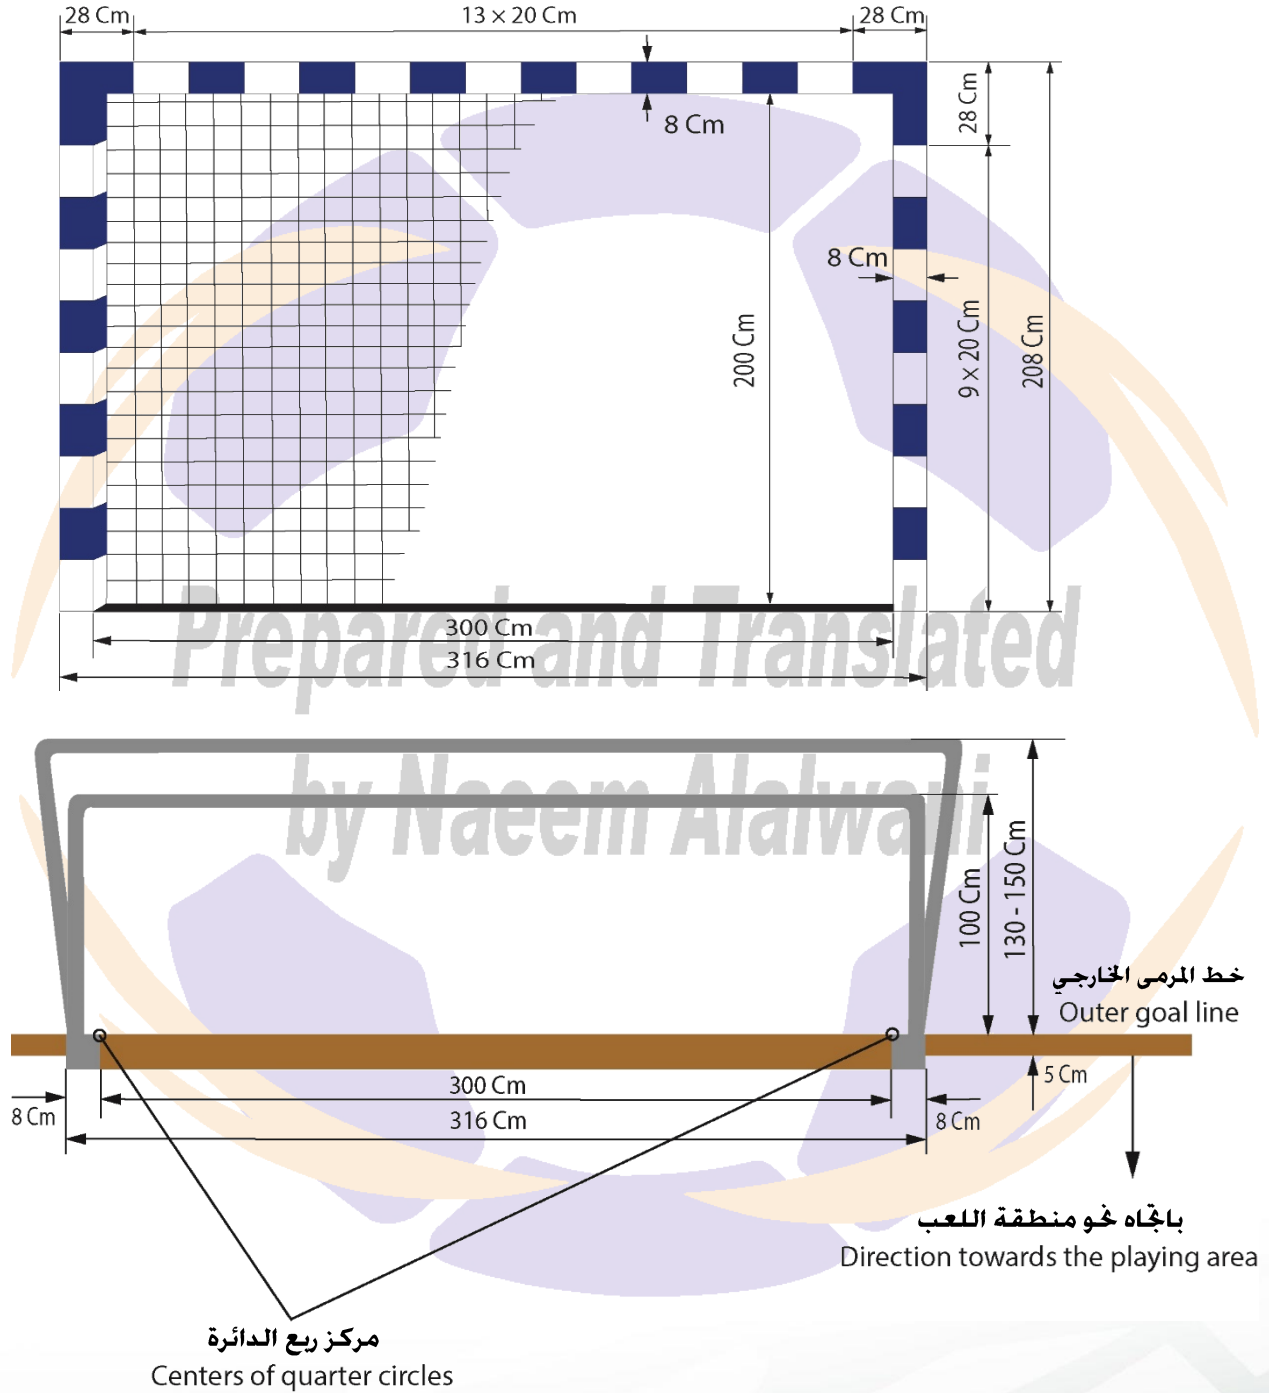 28 Cm
13 × 20 Cm
28 Cm
8 Cm
28 Cm
8 Cm
200 Cm
9 x 20 Cm
208 Cm
300 Cm
316 Cm
Prepared and Translated
by Naeem Alalwani
100 Cm
130 - 150 Cm
خط المرمى الخارجي
Outer goal line
5 Cm
8 Cm
300 Cm
8 Cm
316 Cm
باتجاه نحو منطقة اللعب
Direction towards the playing area
مركز ربع الدائرة
Centers of quarter circles